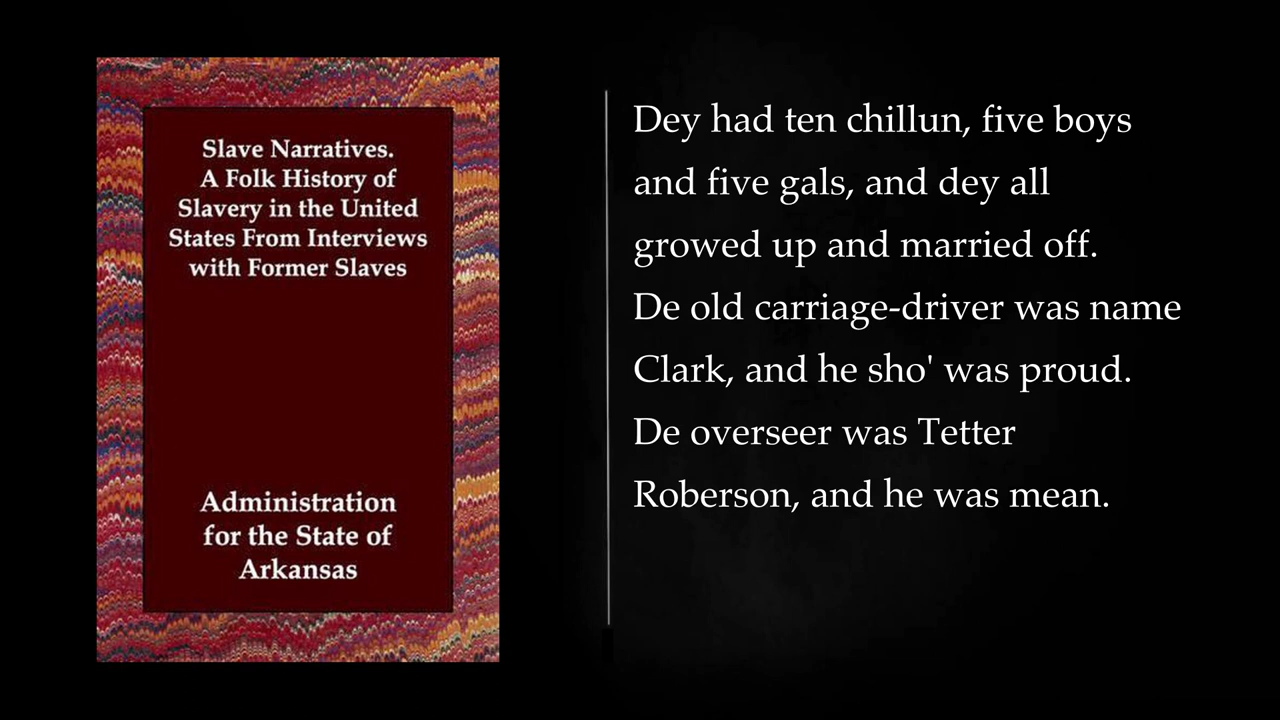 Slave Narratives.
A Folk History of
Slavery in the United
States From Interviews
with Former Slaves
Administration
for the State of
Arkansas
Dey had ten chillun, five boys
and five gals, and dey all
growed up and married off.
De old carriage-driver was name
Clark, and he sho' was proud.
De overseer was Tetter
Roberson, and he was mean.